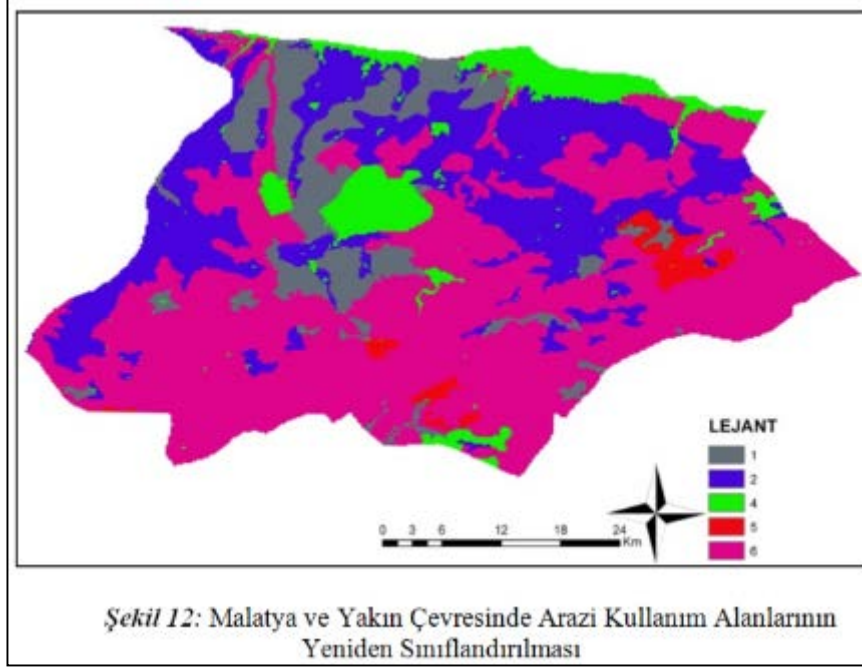 LEJANT
1
2
4
5
6
0 3 6 12 18 24
Km
Şekil 12: Malatya ve Yakın Çevresinde Arazi Kullanım Alanlarının
Yeniden Sınıflandırılması